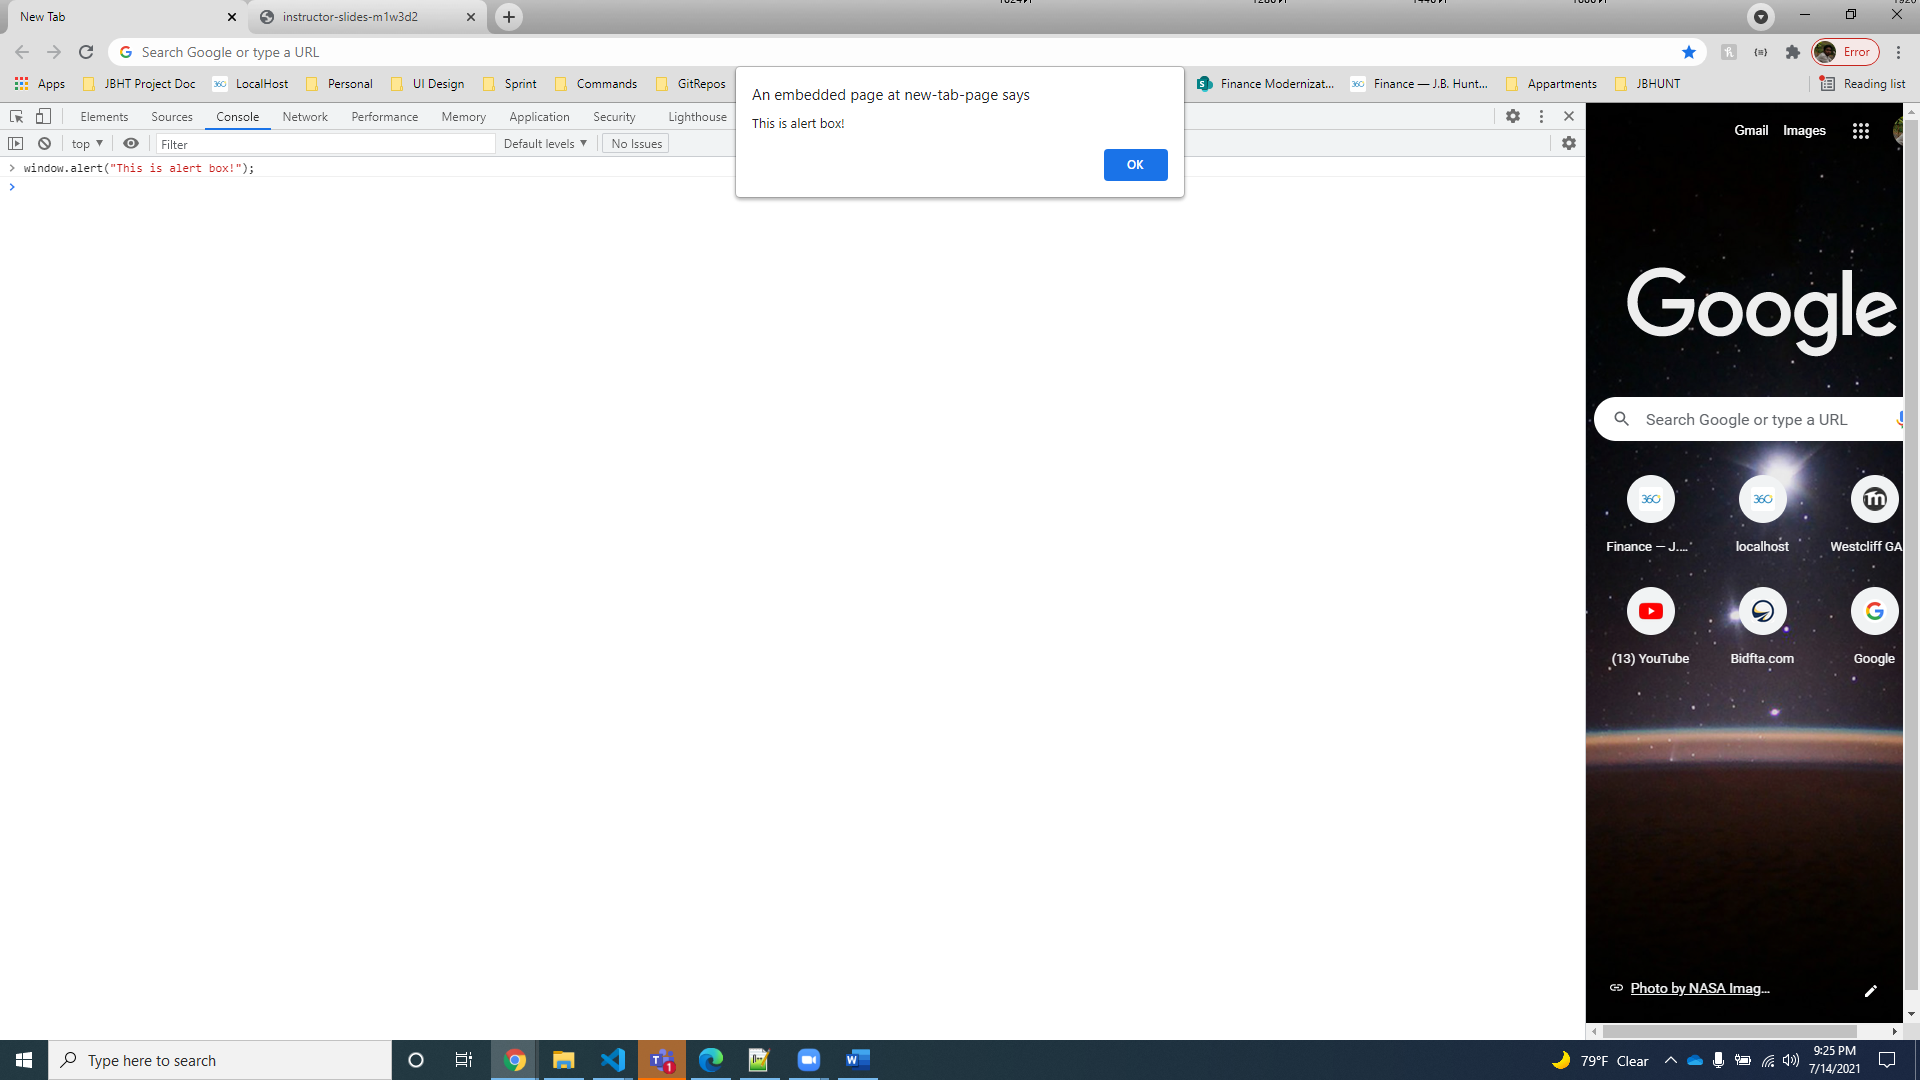 New Tab
instructor-slides-m1w3d2
Search Google or type a URL
Error
Apps
JBHT Project Doc
LocalHost
Personal
UI Design
Sprint
Commands
GitRepos
Finance Modernizat...
Finance — J.B. Hunt...
Appartments
JBHUNT
Reading list
An embedded page at new-tab-page says
This is alert box!
OK
Elements
Sources
Console
Network
Performance
Memory
Application
Security
Lighthouse
top
Filter
Default levels
No Issues
window.alert("This is alert box!");
Gmail
Images
Google
Search Google or type a URL
360
360
Finance — J....
localhost
Westcliff GA
(13) YouTube
Bidfta.com
Google
Photo by NASA Imag...
Type here to search
1
79°F Clear
9:25 PM
7/14/2021